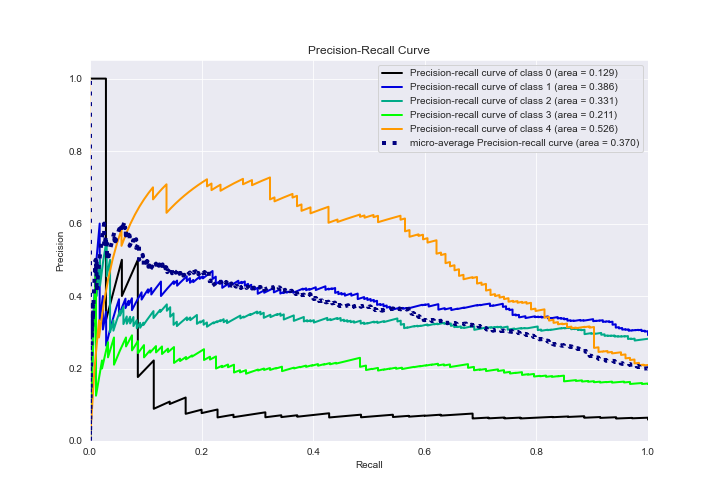 Precision-Recall Curve
Precision-recall curve of class 0 (area = 0.129)
Precision-recall curve of class 1 (area = 0.386)
Precision-recall curve of class 2 (area = 0.331)
Precision-recall curve of class 3 (area = 0.211)
Precision-recall curve of class 4 (area = 0.526)
micro-average Precision-recall curve (area = 0.370)
Precision
1.0
0.8
0.6
0.4
0.2
0.0
0.0 0.2 0.4 0.6 0.8 1.0
Recall